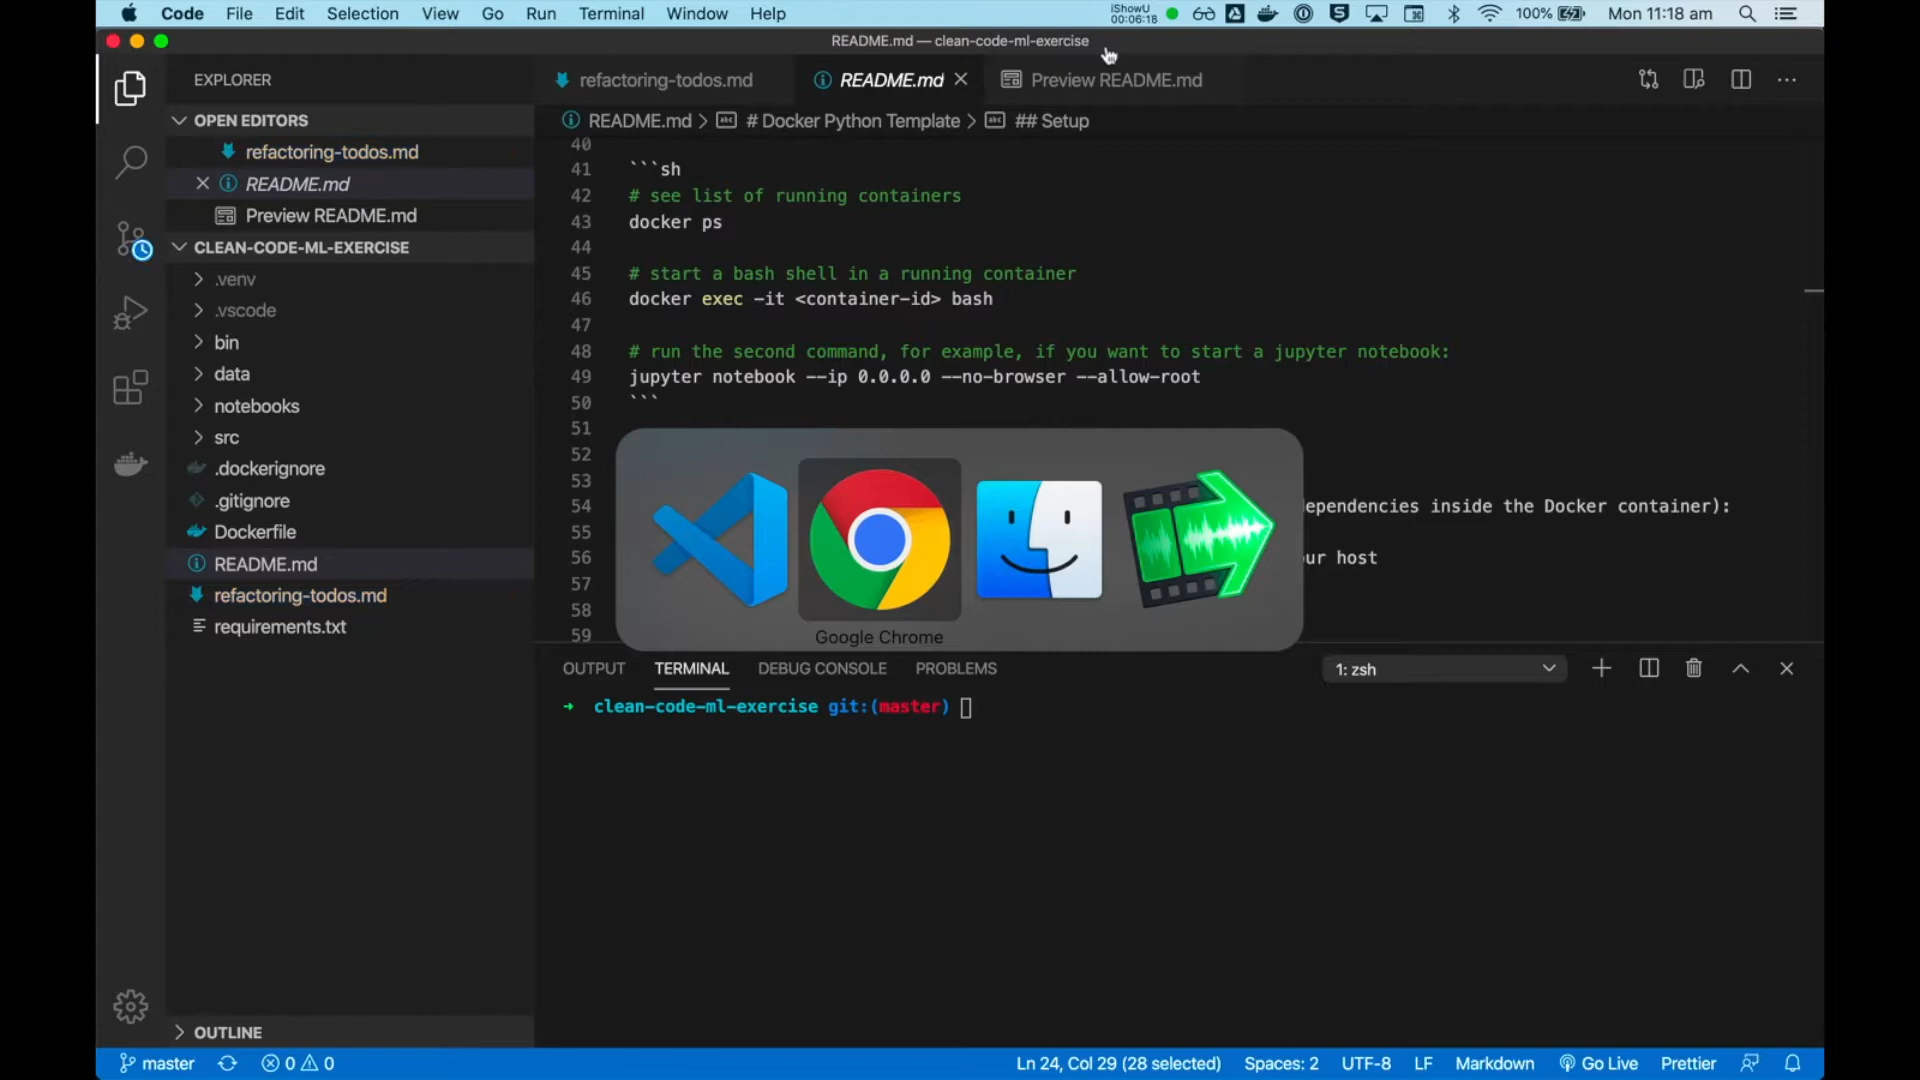 Code File Edit Selection View Go Run Terminal Window Help
iShowU
00:06:18
100%
Mon 11:18 am
README.md — clean-code-ml-exercise
EXPLORER
OPEN EDITORS
refactoring-todos.md
README.md
Preview README.md
CLEAN-CODE-ML-EXERCISE
.venv
.vscode
bin
data
notebooks
src
.dockerignore
.gitignore
Dockerfile
README.md
refactoring-todos.md
requirements.txt
OUTLINE
refactoring-todos.md README.md Preview README.md
README.md > # Docker Python Template > ## Setup
40
41 ```sh
42 # see list of running containers
43 docker ps
44
45 # start a bash shell in a running container
46 docker exec -it <container-id> bash
47
48 # run the second command, for example, if you want to start a jupyter notebook:
49 jupyter notebook --ip 0.0.0.0 --no-browser --allow-root
50 ```
51
52
53
54 ependencies inside the Docker container):
55
56 ur host
57
58
59
Google Chrome
OUTPUT TERMINAL DEBUG CONSOLE PROBLEMS
1: zsh
➜ clean-code-ml-exercise git:(master)
master 0 0
Ln 24, Col 29 (28 selected) Spaces: 2 UTF-8 LF Markdown Go Live Prettier